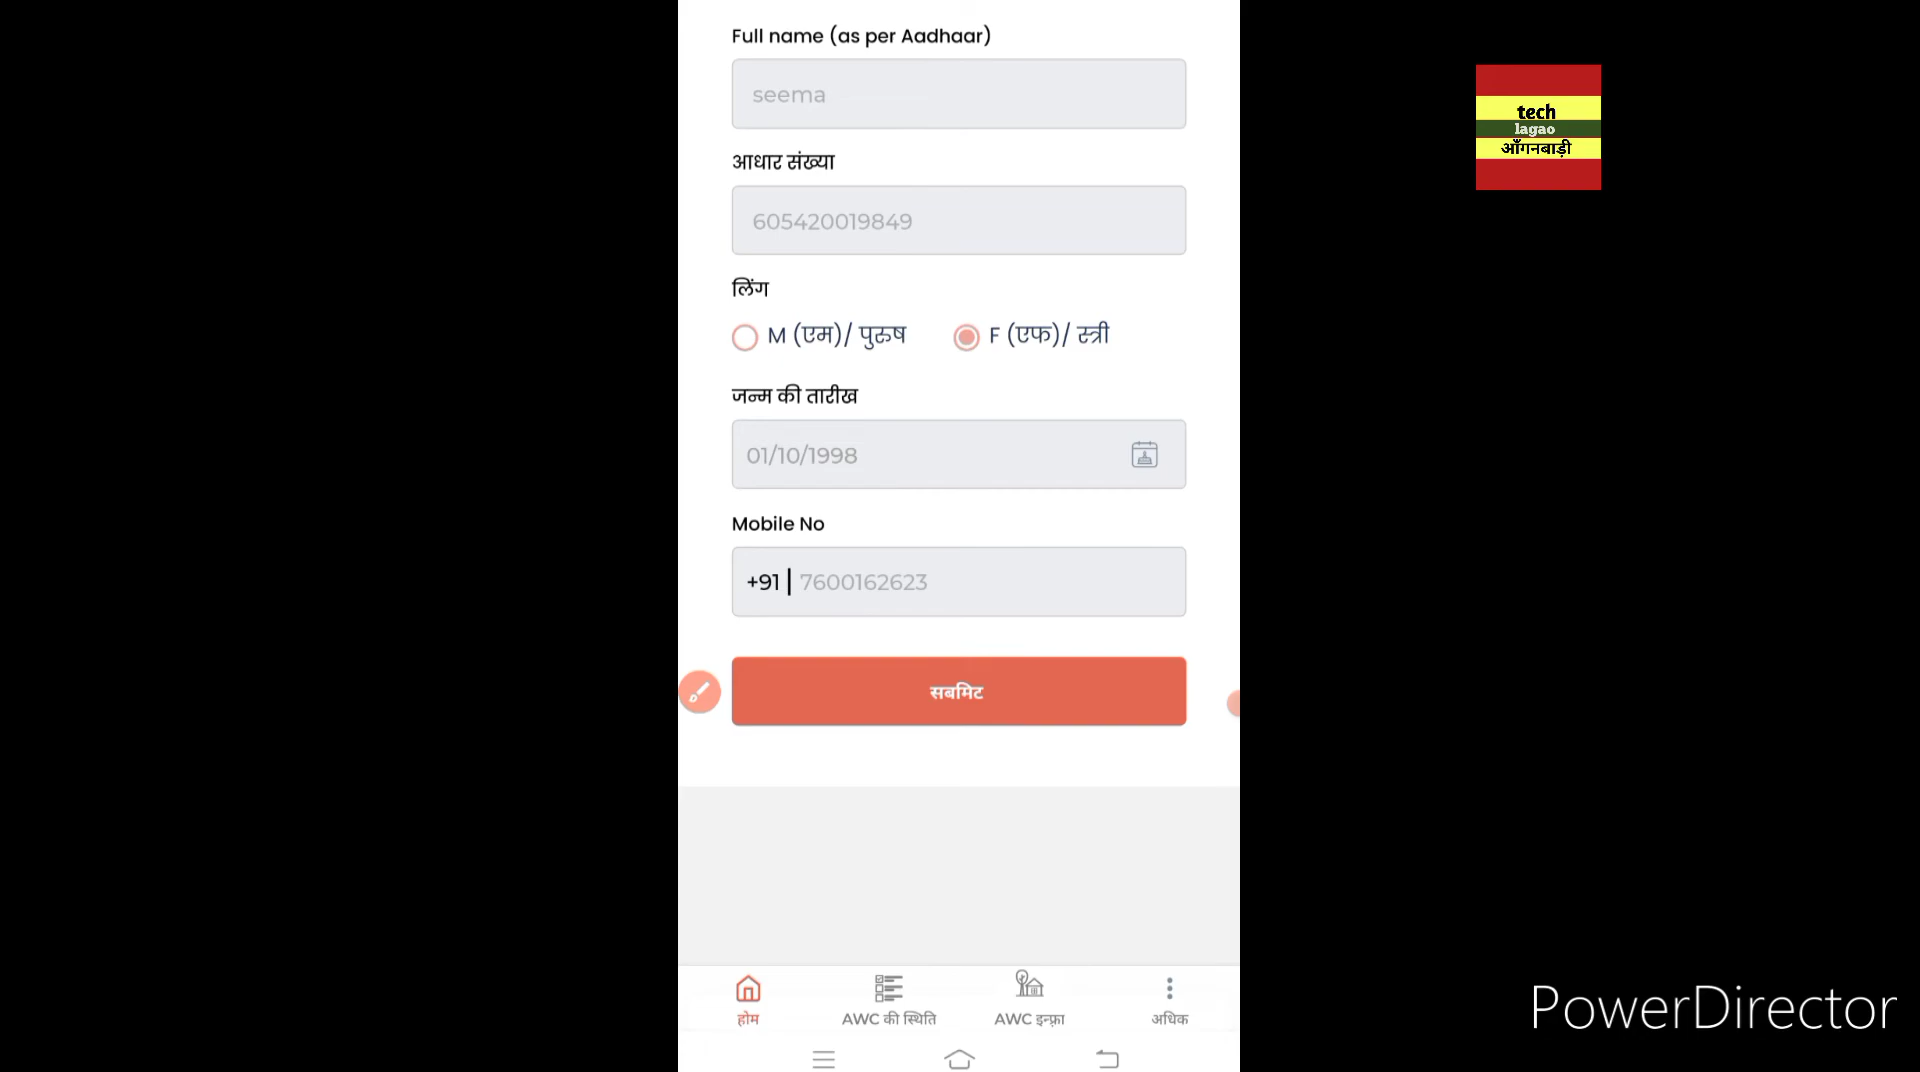 Full name (as per Aadhaar)
seema
आधार संख्या
605420019849
लिंग
M (एम)/ पुरुष F (एफ)/ स्त्री
जन्म की तारीख
01/10/1998
Mobile No
+91 7600162623
सबमिट
होम AWC की स्थिति AWC इन्फ्रा अधिक
tech
lagao
आँगनबाड़ी
PowerDirector